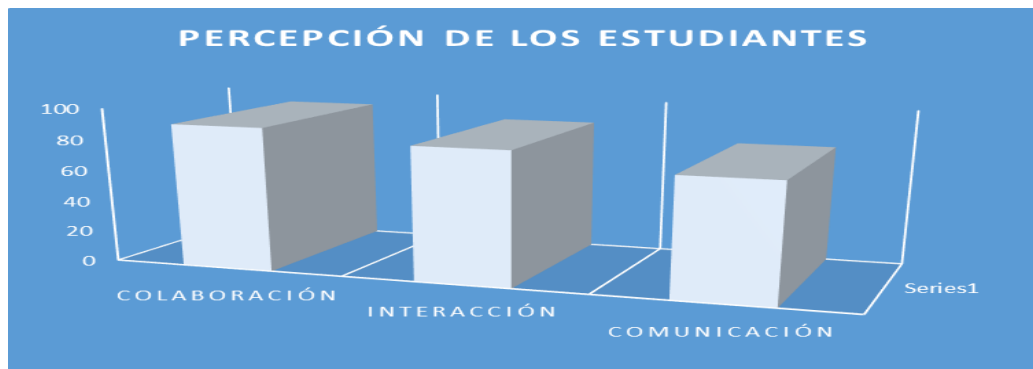 PERCEPCIÓN DE LOS ESTUDIANTES
100
80
60
40
20
0
COLABORACIÓN
INTERACCIÓN
COMUNICACIÓN
Series1